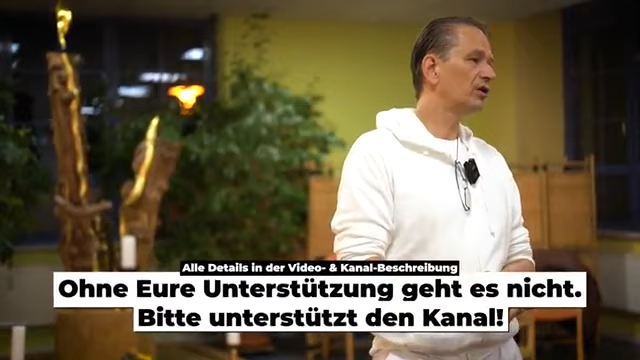 Alle Details in der Video- & Kanal-Beschreibung
Ohne Eure Unterstützung geht es nicht.
Bitte unterstützt den Kanal!